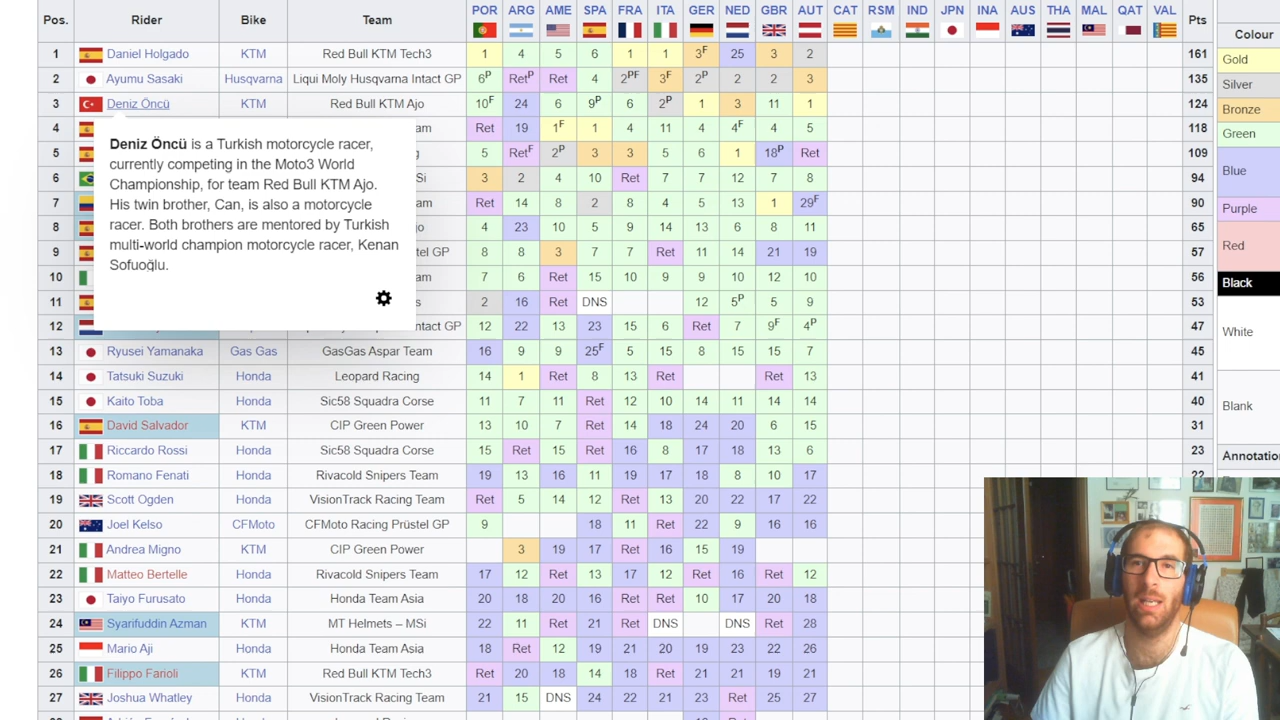 Pos. Rider Bike Team POR ARG AME SPA FRA ITA GER NED GBR AUT CAT RSM IND JPN INA AUS THA MAL QAT VAL Pts
Colour
1 Daniel Holgado KTM Red Bull KTM Tech3 1 4 5 6 1 1 3F 25 3 2 161
Gold
2 Ayumu Sasaki Husqvarna Liqui Moly Husqvarna Intact GP 6P RetP Ret 4 2PF 3F 2P 2 2 3 135
Silver
3 Deniz Öncü KTM Red Bull KTM Ajo 10F 24 6 9P 6 2P 1 3 11 1 124
Bronze
4 am Ret 19 1F 1 4 11 4 4F 4 5 118
Green
Deniz Öncü is a Turkish motorcycle racer,
currently competing in the Moto3 World
Championship, for team Red Bull KTM Ajo.
His twin brother, Can, is also a motorcycle
racer. Both brothers are mentored by Turkish
multi-world champion motorcycle racer, Kenan
Sofuoğlu.
5 g 5 RetF 2P 3 3 5 6 1 18P Ret 109
Blue
6 Si 3 2 4 10 Ret 7 7 12 7 8 94
7 Ret 14 8 2 8 4 5 13 1 29F 90
Purple
8 4 23 10 5 9 14 13 6 8 11 65
9 tel GP 8 8 3 7 7 Ret 11 14 21 19 57
Red
10 am 7 6 Ret 15 10 9 9 10 12 12 56
Black
11 s 2 16 Ret DNS 12 5P 5 9 53
12 ntact GP 12 22 13 23 15 6 Ret 7 9F 4P 47
White
13 Ryusei Yamanaka Gas Gas GasGas Aspar Team 16 9 9 25F 5 15 8 15 15 7 45
14 Tatsuki Suzuki Honda Leopard Racing 14 1 Ret 8 13 Ret Ret 13 41
15 Kaito Toba Honda Sic58 Squadra Corse 11 7 11 Ret 12 10 14 11 14 14 40
Blank
16 David Salvador KTM CIP Green Power 13 10 7 Ret 14 18 24 20 6 15 31
17 Riccardo Rossi Honda Sic58 Squadra Corse 15 Ret 15 Ret 16 8 17 18 13 6 23
Annotation
18 Romano Fenati Honda Rivacold Snipers Team 19 13 16 11 19 17 18 8 10 17 22
19 Scott Ogden Honda VisionTrack Racing Team Ret 5 14 12 Ret 13 20 22 17 22
20 Joel Kelso CFMoto CFMoto Racing Prüstel GP 9 18 11 Ret 22 9 16 16
21 Andrea Migno KTM CIP Green Power 3 19 17 Ret 16 15 19
22 Matteo Bertelle Honda Rivacold Snipers Team 17 12 Ret 13 17 12 Ret 16 Ret 12
23 Taiyo Furusato Honda Honda Team Asia 20 18 16 16 Ret Ret 10 17 20 18
24 Syarifuddin Azman KTM MT Helmets – MSi 22 11 Ret 21 Ret DNS DNS Ret 28
25 Mario Aji Honda Honda Team Asia 18 Ret 12 19 21 20 19 23 22 26
26 Filippo Farioli KTM Red Bull KTM Tech3 Ret 20 18 14 18 Ret 21 21 19 21
27 Joshua Whatley Honda VisionTrack Racing Team 21 15 DNS 24 22 21 23 Ret 25 27